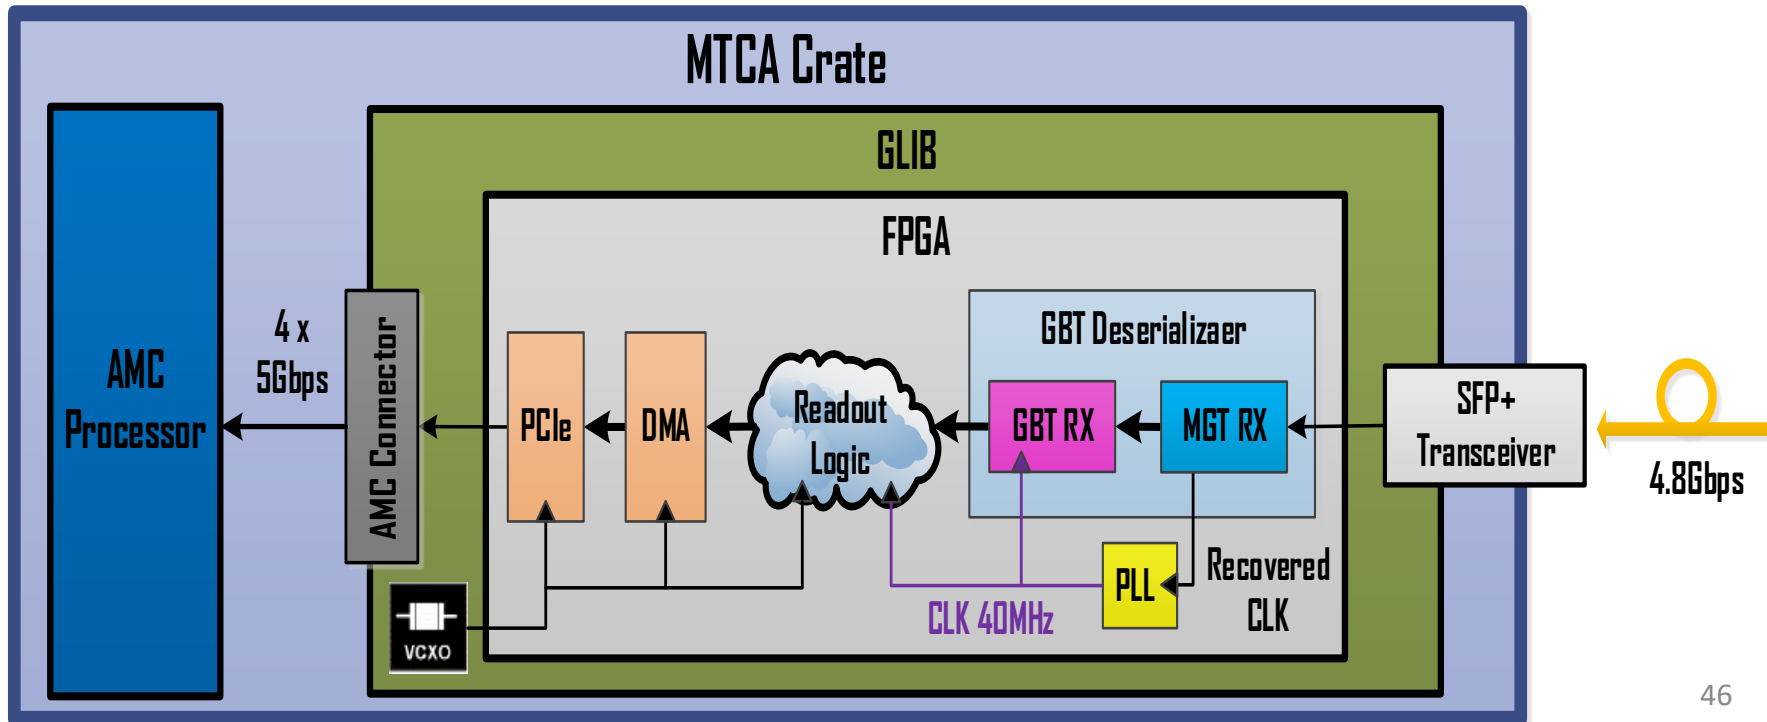 MTCA Crate
GLIB
FPGA
AMC
Processor
4 x
5Gbps
AMC Connector
PCIe
DMA
Readout
Logic
GBT Deserializaer
GBT RX
MGT RX
SFP+
Transceiver
4.8Gbps
PLL
Recovered
CLK
CLK 40MHz
VCXO
46